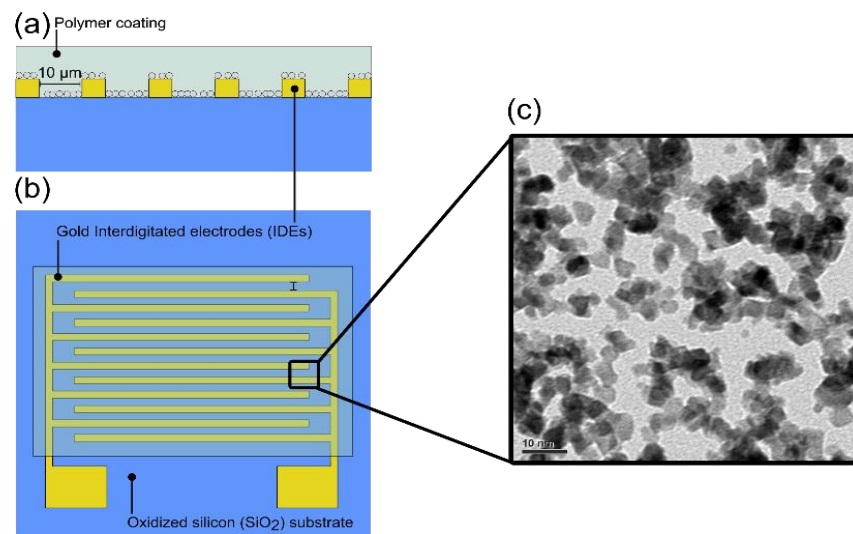 (a)
Polymer coating
10 µm
(b)
Gold Interdigitated electrodes (IDEs)
Oxidized silicon (SiO2) substrate
(c)
10 nm